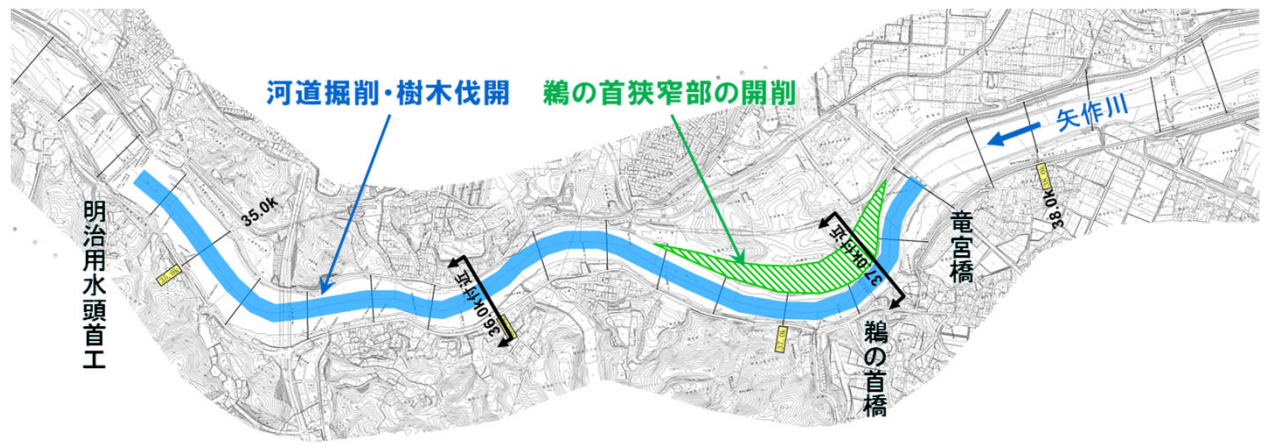 河道掘削・樹木伐開
鵜の首狭窄部の開削
矢作川
明治用水頭首工
35.0k
36.0k付近
37.0k付近
38.0k
竜宮橋
鵜の首橋